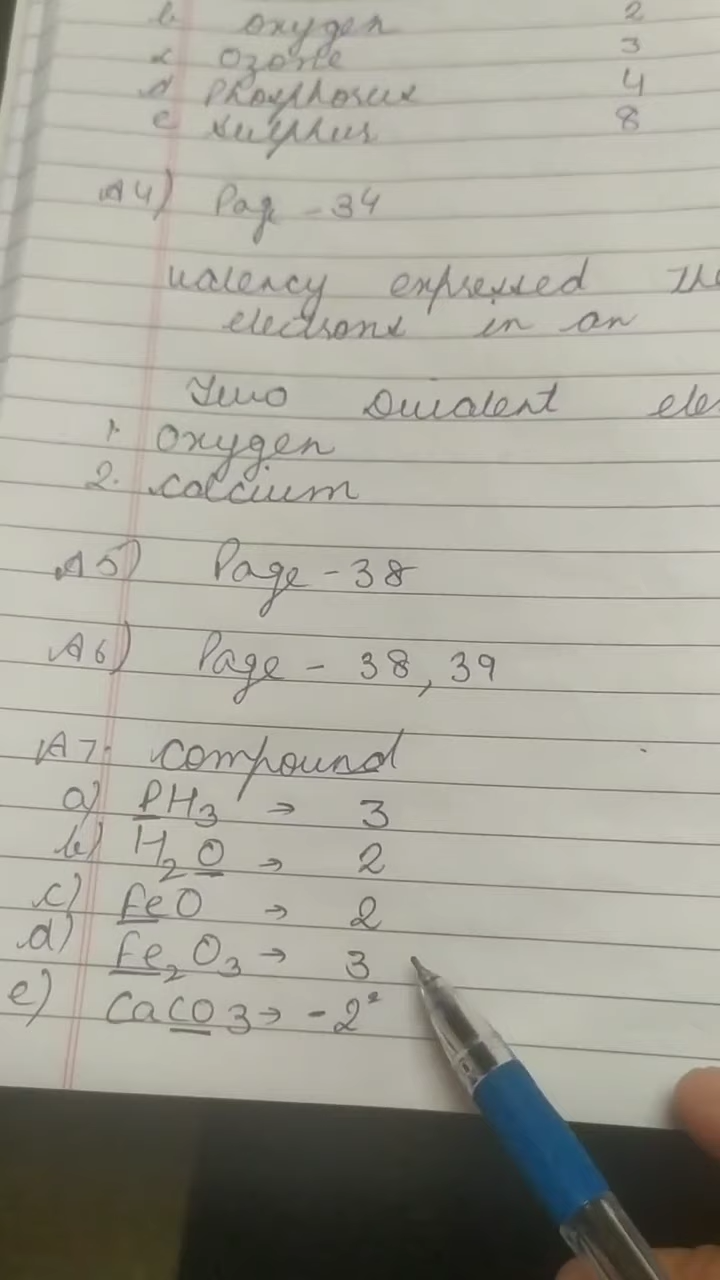 b. oxygen 2
c ozone 3
d Phosphorus 4
e sulphur 8
A4) Page - 34
valency expressed
electrons in an
Two Divalent
1. oxygen
2. calcium
A5) Page - 38
A6) Page - 38, 39
A7. compound
a) PH3 → 3
b) H2O → 2
c) FeO → 2
d) Fe2O3 → 3
e) CaCO3 → -2